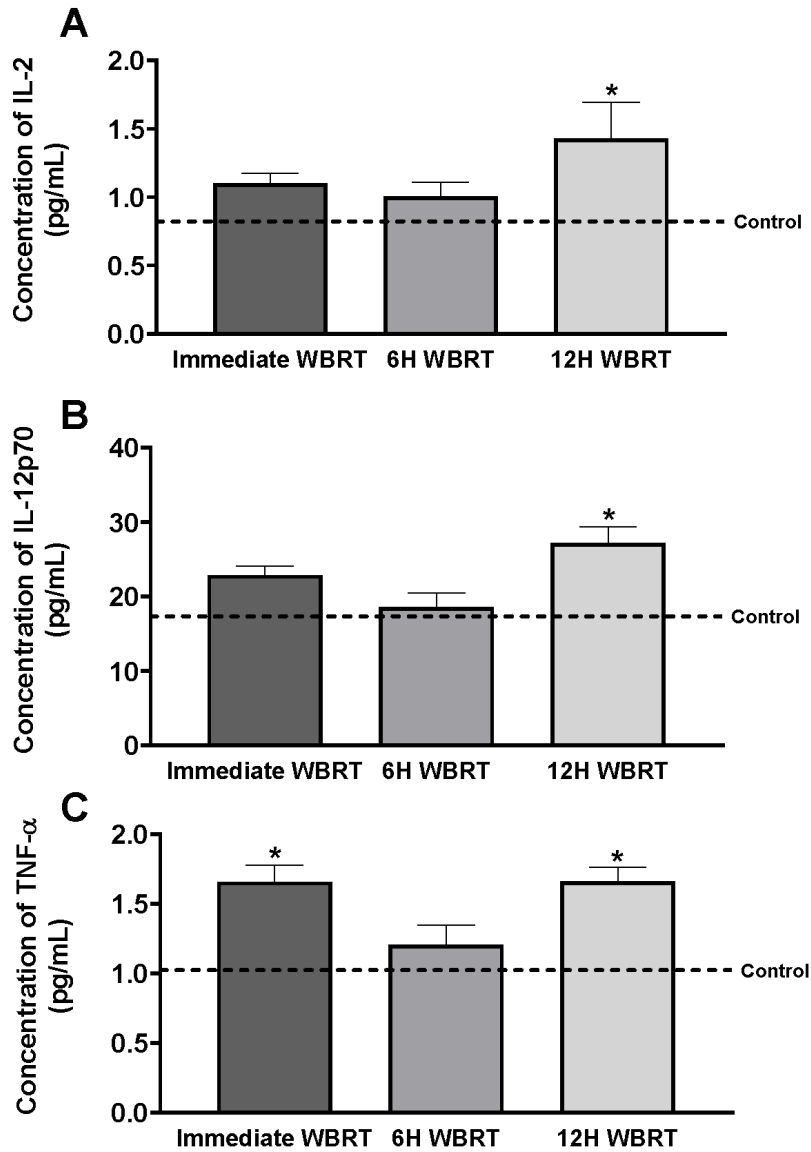 A
Concentration of IL-2
(pg/mL)
2.0
1.5
1.0
0.5
0.0
*
Control
Immediate WBRT 6H WBRT 12H WBRT
B
Concentration of IL-12p70
(pg/mL)
40
30
20
10
0
*
Control
Immediate WBRT 6H WBRT 12H WBRT
C
Concentration of TNF-α
(pg/mL)
2.0
1.5
1.0
0.5
0.0
* *
Control
Immediate WBRT 6H WBRT 12H WBRT